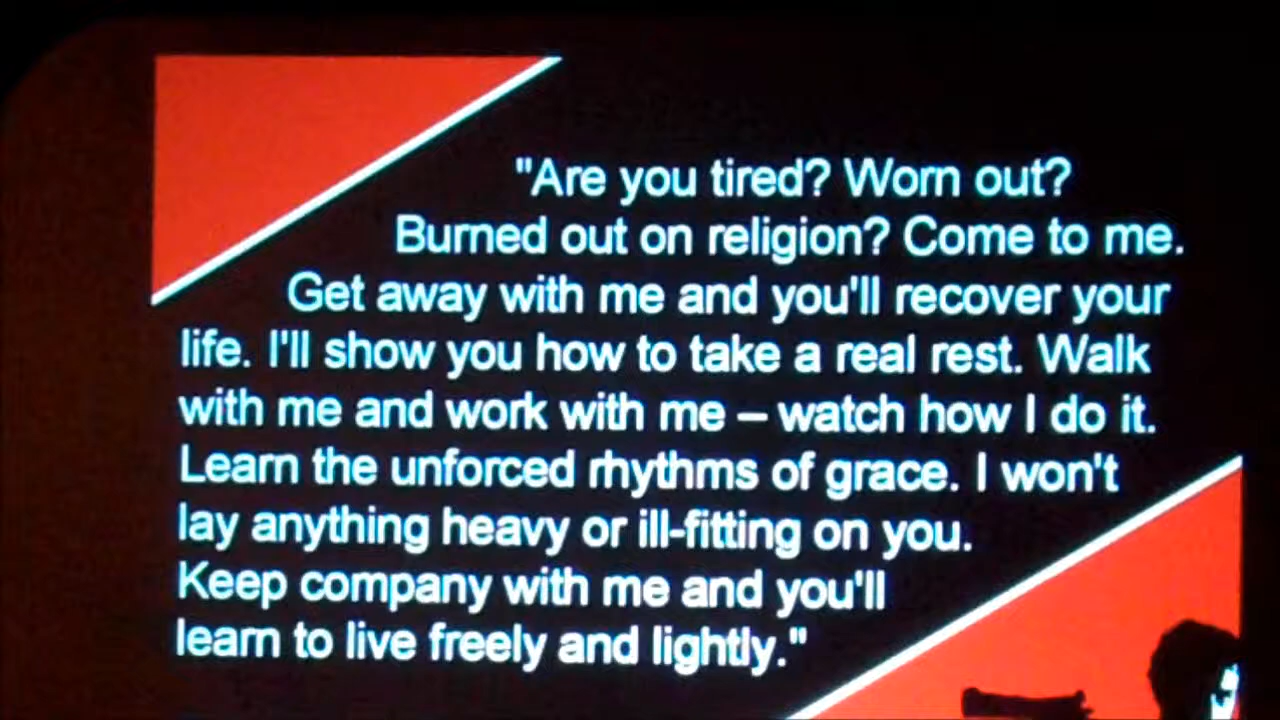 "Are you tired? Worn out?
Burned out on religion? Come to me.
Get away with me and you'll recover your
life. I'll show you how to take a real rest. Walk
with me and work with me – watch how I do it.
Learn the unforced rhythms of grace. I won't
lay anything heavy or ill-fitting on you.
Keep company with me and you'll
learn to live freely and lightly."